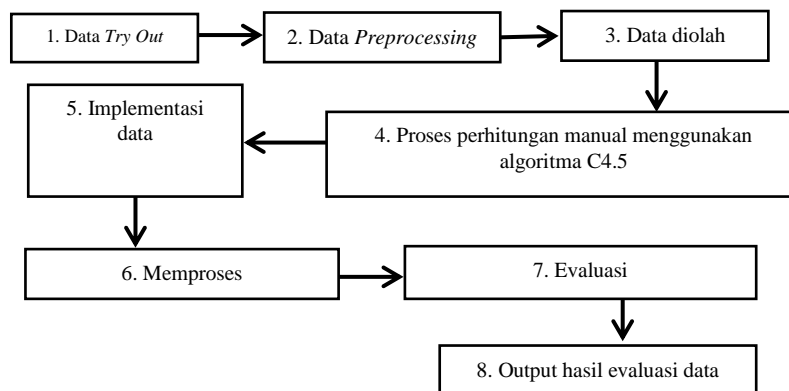 1. Data Try Out
2. Data Preprocessing
3. Data diolah
4. Proses perhitungan manual menggunakan
algoritma C4.5
5. Implementasi
data
6. Memproses
7. Evaluasi
8. Output hasil evaluasi data